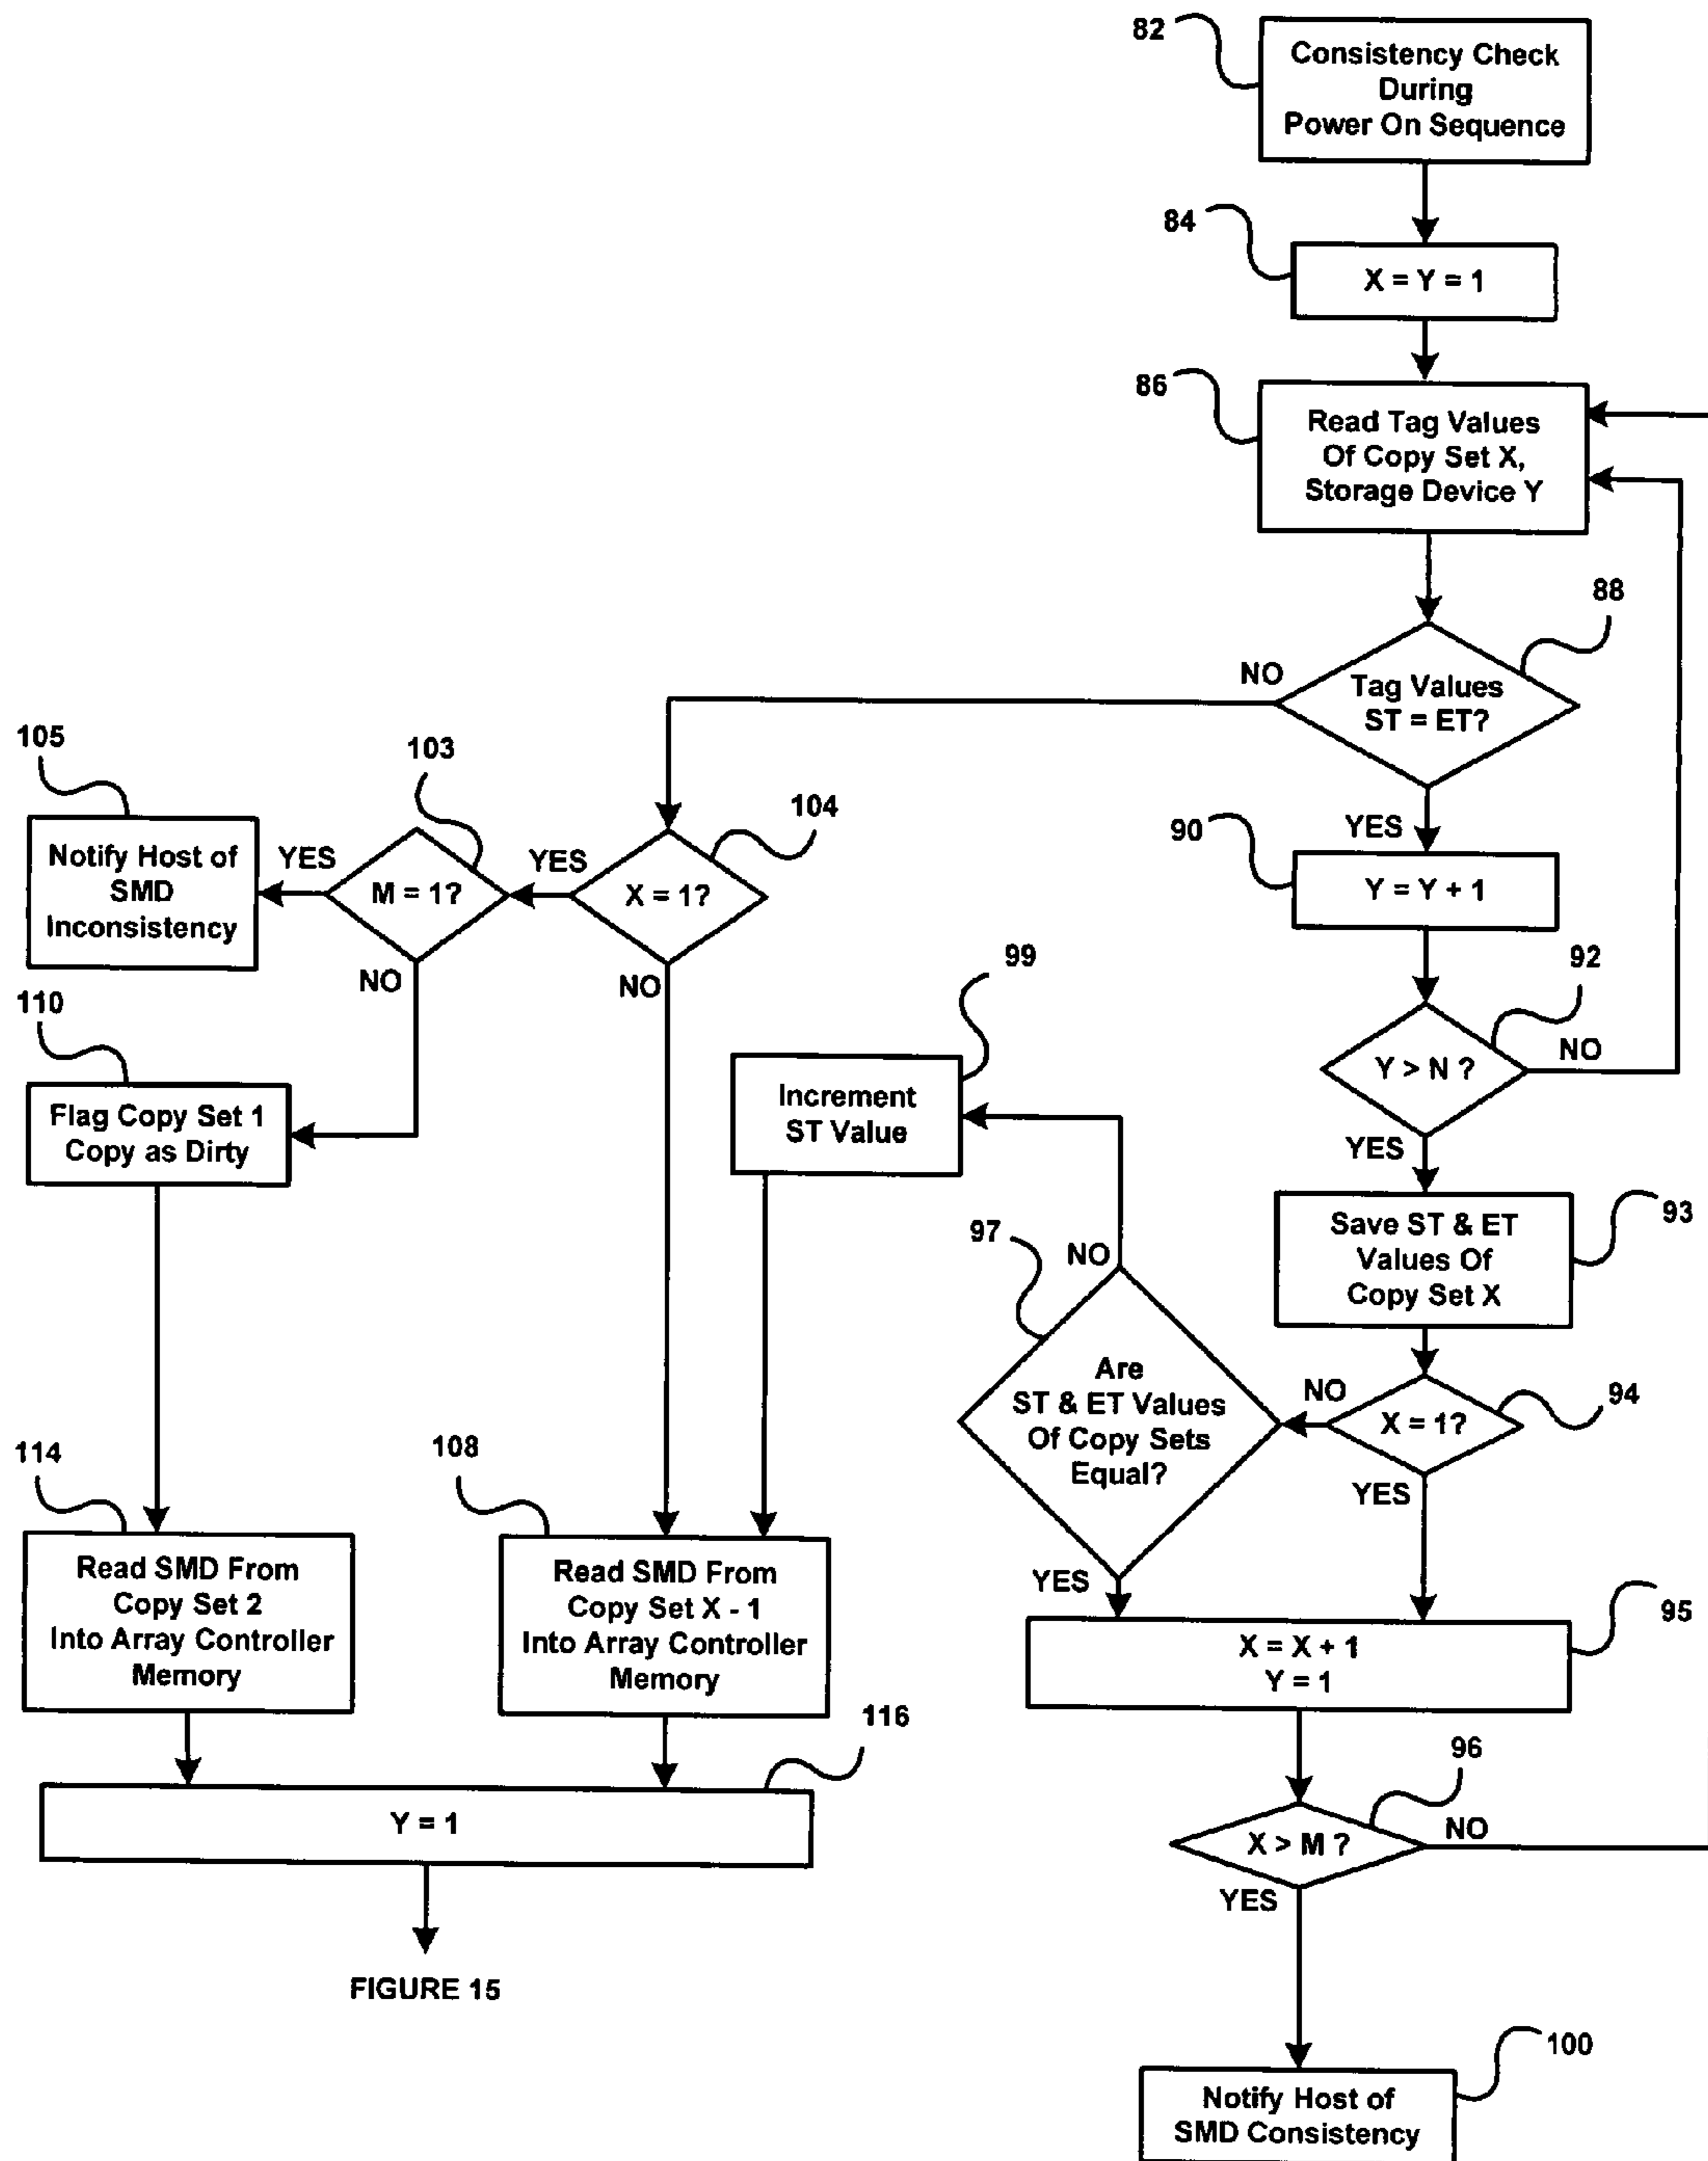 82
Consistency Check
During
Power On Sequence
84
X = Y = 1
86
Read Tag Values
Of Copy Set X,
Storage Device Y
88
NO
Tag Values
ST = ET?
YES
105
103
104
Notify Host of
SMD
Inconsistency
YES
M = 1?
YES
X = 1?
90
Y = Y + 1
NO
NO
99
92
110
Flag Copy Set 1
Copy as Dirty
Increment
ST Value
Y > N ?
NO
YES
97
NO
93
Save ST & ET
Values Of
Copy Set X
Are
ST & ET Values
Of Copy Sets
Equal?
NO
94
X = 1?
YES
YES
114
108
Read SMD From
Copy Set 2
Into Array Controller
Memory
Read SMD From
Copy Set X - 1
Into Array Controller
Memory
95
X = X + 1
Y = 1
116
Y = 1
96
X > M ?
NO
YES
FIGURE 15
100
Notify Host of
SMD Consistency